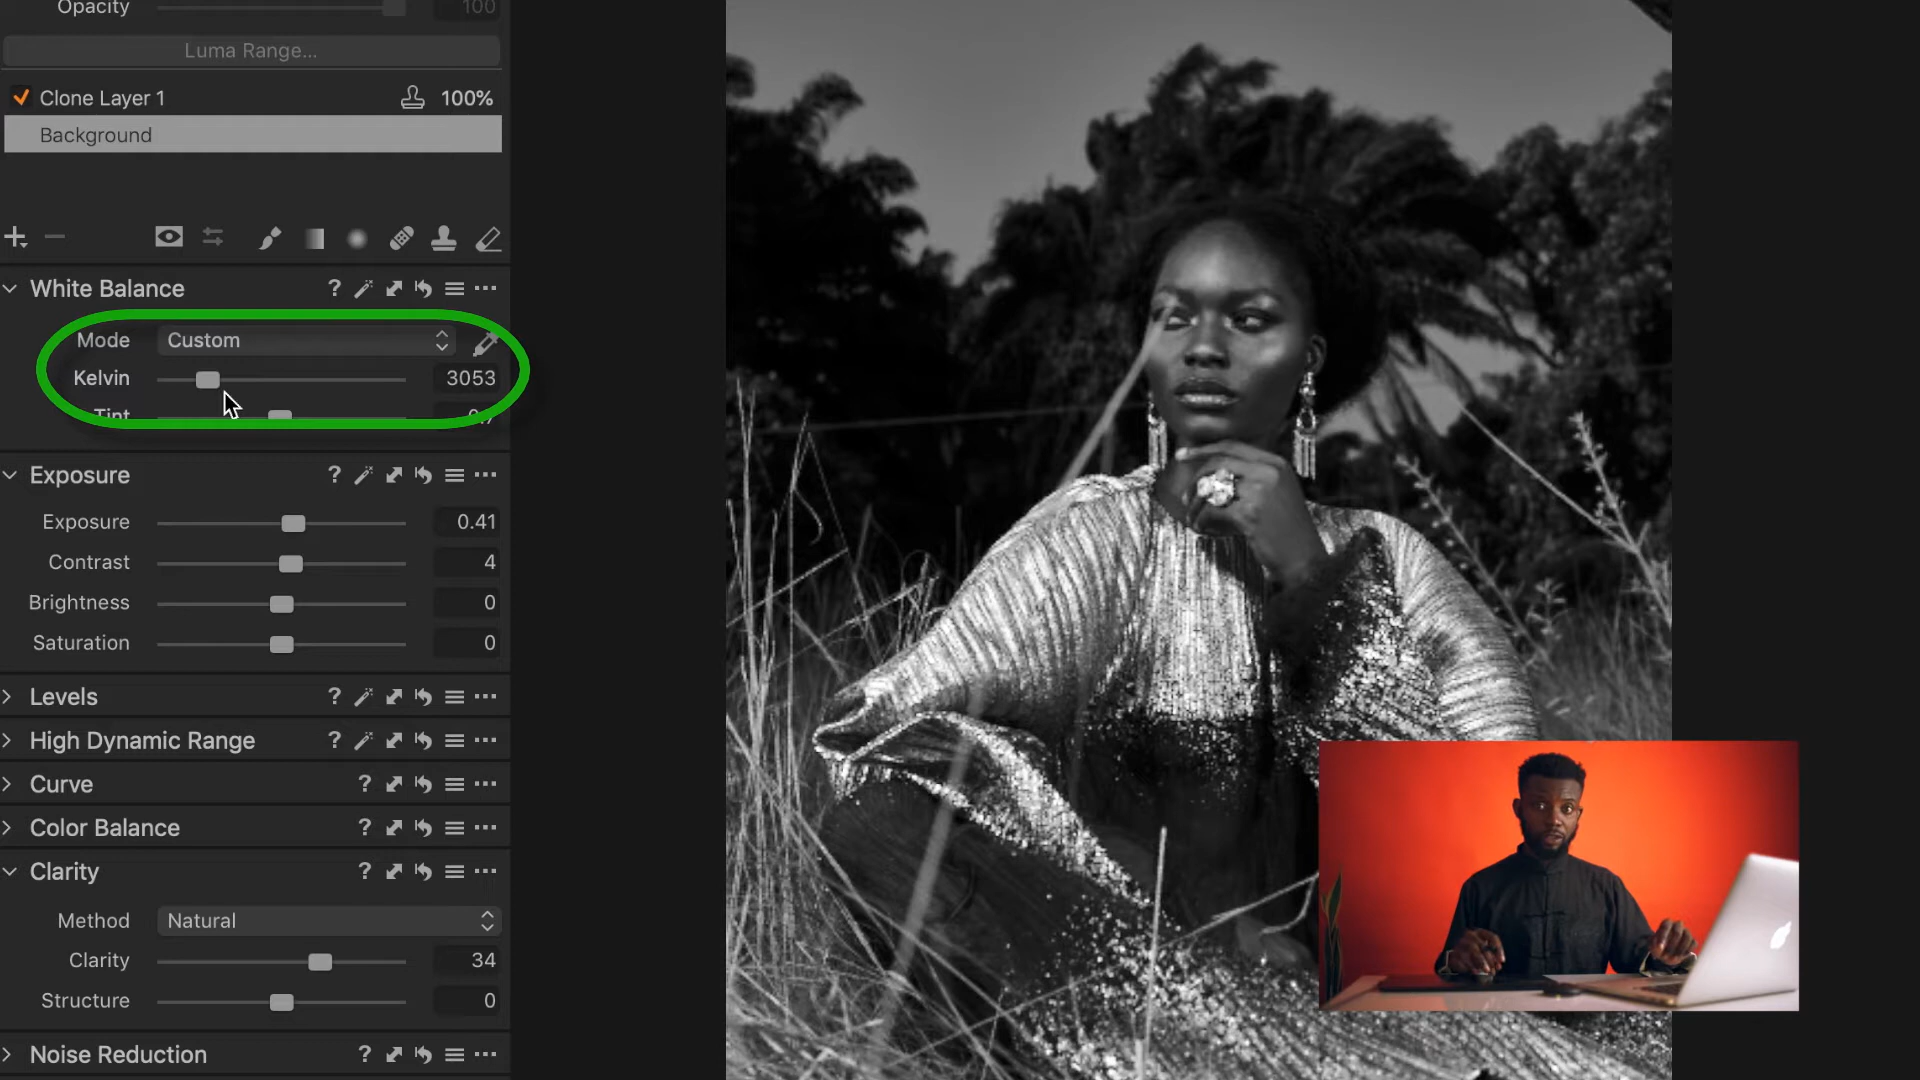 Opacity 100
Luma Range...
Clone Layer 1 100%
Background
White Balance ?
Mode Custom
Kelvin 3053
Tint
Exposure ?
Exposure 0.41
Contrast 4
Brightness 0
Saturation 0
Levels ?
High Dynamic Range ?
Curve ?
Color Balance ?
Clarity ?
Method Natural
Clarity 34
Structure 0
Noise Reduction ?